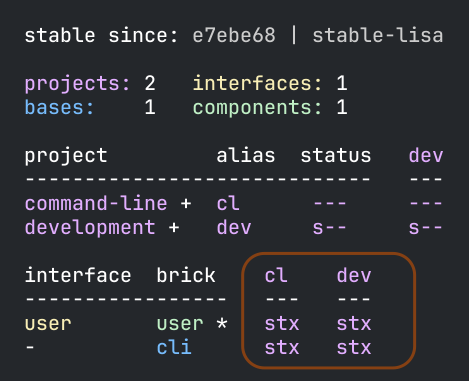 stable since: e7ebe68 | stable-lisa
projects: 2   interfaces: 1
bases:    1   components: 1
project         alias  status   dev
-----------------------------   ---
command-line +  cl      ---     ---
development +   dev     s--     s--
interface  brick    cl    dev
-----------------   ---   ---
user       user *   stx   stx
-          cli      stx   stx